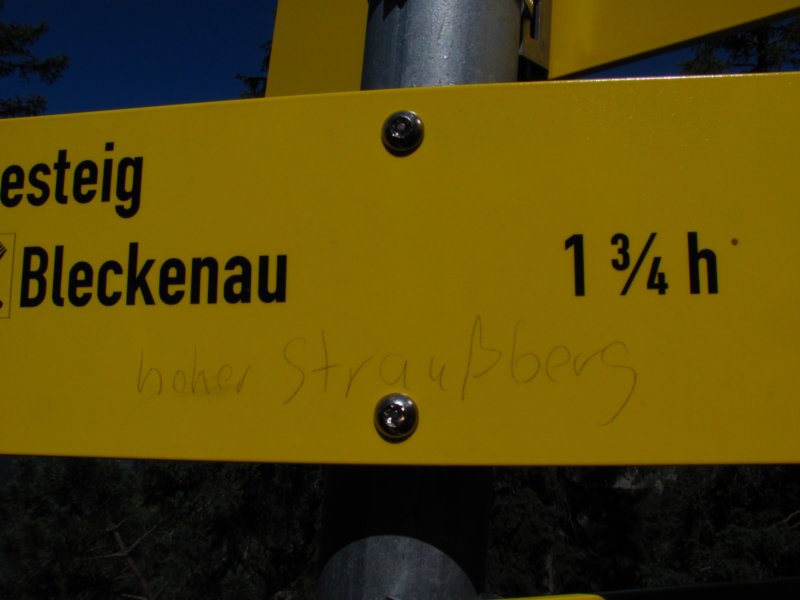 esteig
Bleckenau 1 ¾ h
hoher Straußberg